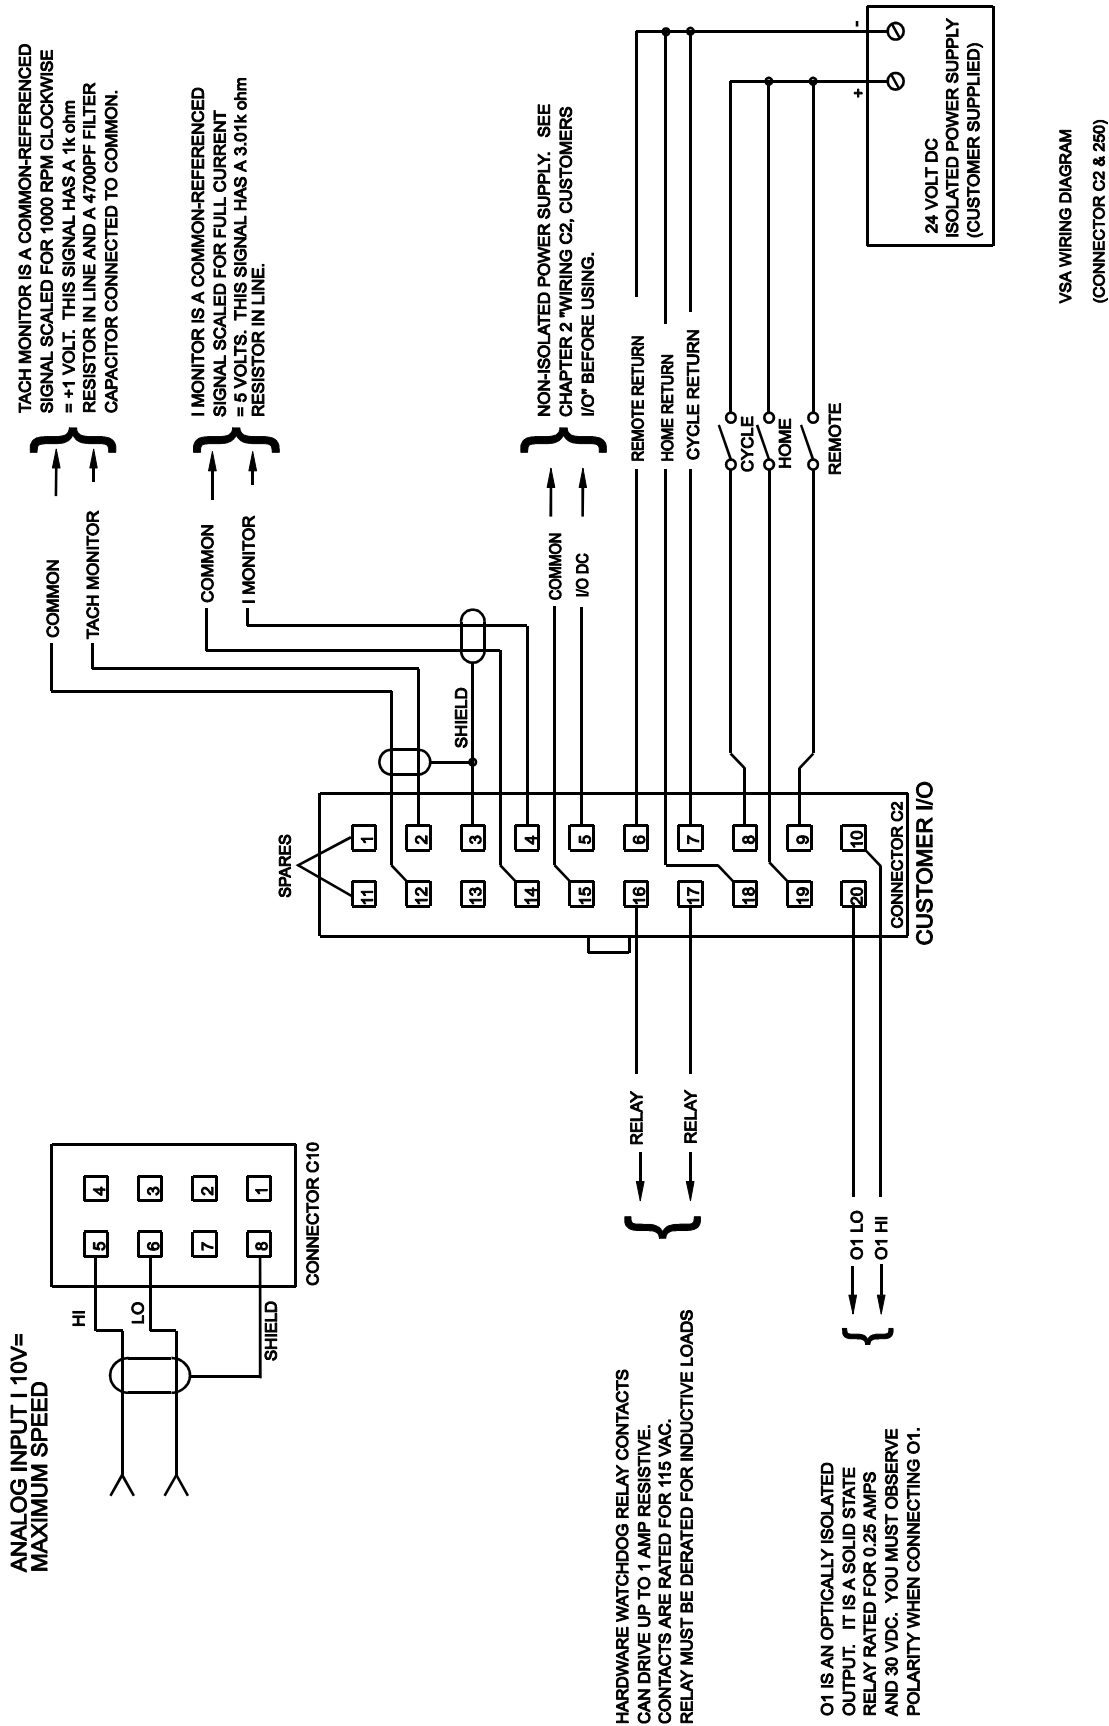 ANALOG INPUT I 10V=
MAXIMUM SPEED
HI
LO
SHIELD
5
4
6
3
7
2
8
1
CONNECTOR C10
TACH MONITOR IS A COMMON-REFERENCED
SIGNAL SCALED FOR 1000 RPM CLOCKWISE
= +1 VOLT. THIS SIGNAL HAS A 1k ohm
RESISTOR IN LINE AND A 4700PF FILTER
CAPACITOR CONNECTED TO COMMON.
COMMON
TACH MONITOR
I MONITOR IS A COMMON-REFERENCED
SIGNAL SCALED FOR FULL CURRENT
= 5 VOLTS. THIS SIGNAL HAS A 3.01k ohm
RESISTOR IN LINE.
COMMON
I MONITOR
SPARES
SHIELD
11
1
12
2
13
3
14
4
15
5
16
6
17
7
18
8
19
9
20
10
CONNECTOR C2
CUSTOMER I/O
COMMON
I/O DC
NON-ISOLATED POWER SUPPLY. SEE
CHAPTER 2 "WIRING C2, CUSTOMERS
I/O" BEFORE USING.
REMOTE RETURN
HOME RETURN
CYCLE RETURN
CYCLE
HOME
REMOTE
-
+
24 VOLT DC
ISOLATED POWER SUPPLY
(CUSTOMER SUPPLIED)
RELAY
RELAY
HARDWARE WATCHDOG RELAY CONTACTS
CAN DRIVE UP TO 1 AMP RESISTIVE.
CONTACTS ARE RATED FOR 115 VAC.
RELAY MUST BE DERATED FOR INDUCTIVE LOADS
O1 LO
O1 HI
O1 IS AN OPTICALLY ISOLATED
OUTPUT. IT IS A SOLID STATE
RELAY RATED FOR 0.25 AMPS
AND 30 VDC. YOU MUST OBSERVE
POLARITY WHEN CONNECTING O1.
VSA WIRING DIAGRAM
(CONNECTOR C2 & 250)